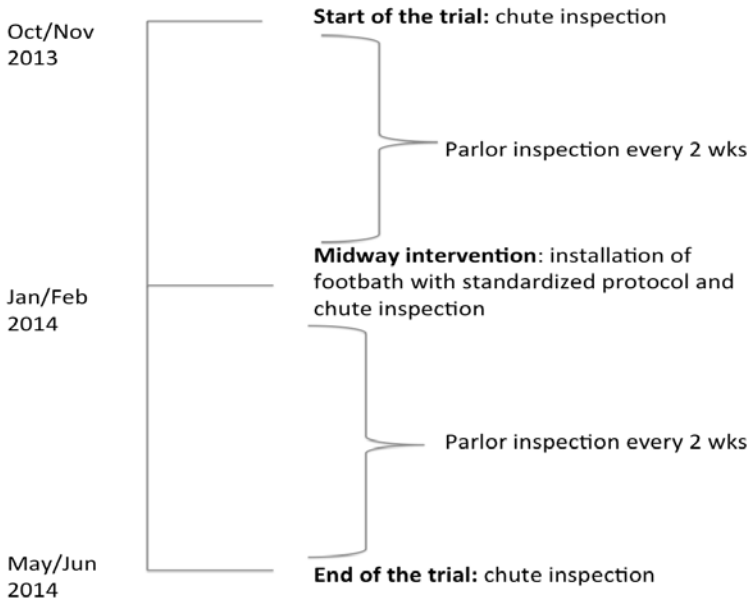 Oct/Nov
2013
Start of the trial: chute inspection
Parlor inspection every 2 wks
Midway intervention: installation of
footbath with standardized protocol and
chute inspection
Jan/Feb
2014
Parlor inspection every 2 wks
May/Jun
2014
End of the trial: chute inspection